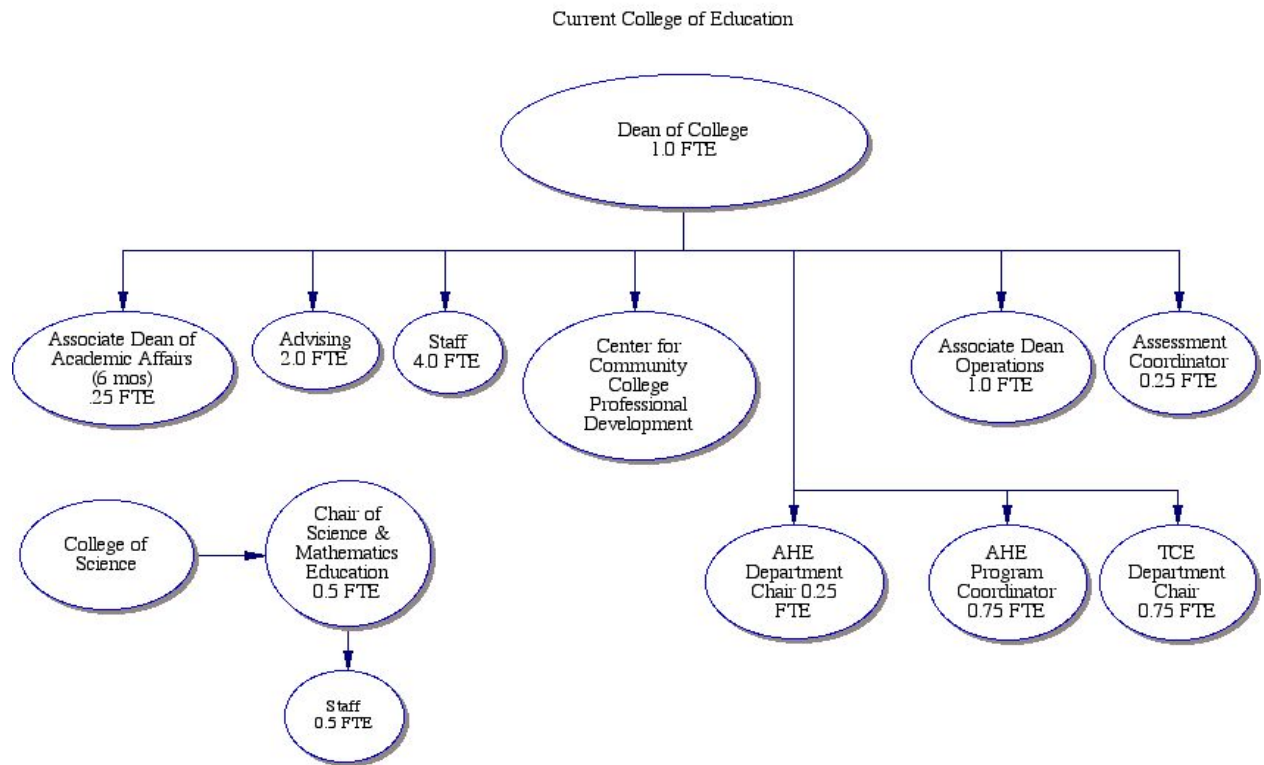 Current College of Education
Dean of College
1.0 FTE
Associate Dean of
Academic Affairs
(6 mos)
.25 FTE
Advising
2.0 FTE
Staff
4.0 FTE
Center for
Community
College
Professional
Development
Associate Dean
Operations
1.0 FTE
Assessment
Coordinator
0.25 FTE
College of
Science
Chair of
Science &
Mathematics
Education
0.5 FTE
AHE
Department
Chair 0.25
FTE
AHE
Program
Coordinator
0.75 FTE
TCE
Department
Chair
0.75 FTE
Staff
0.5 FTE